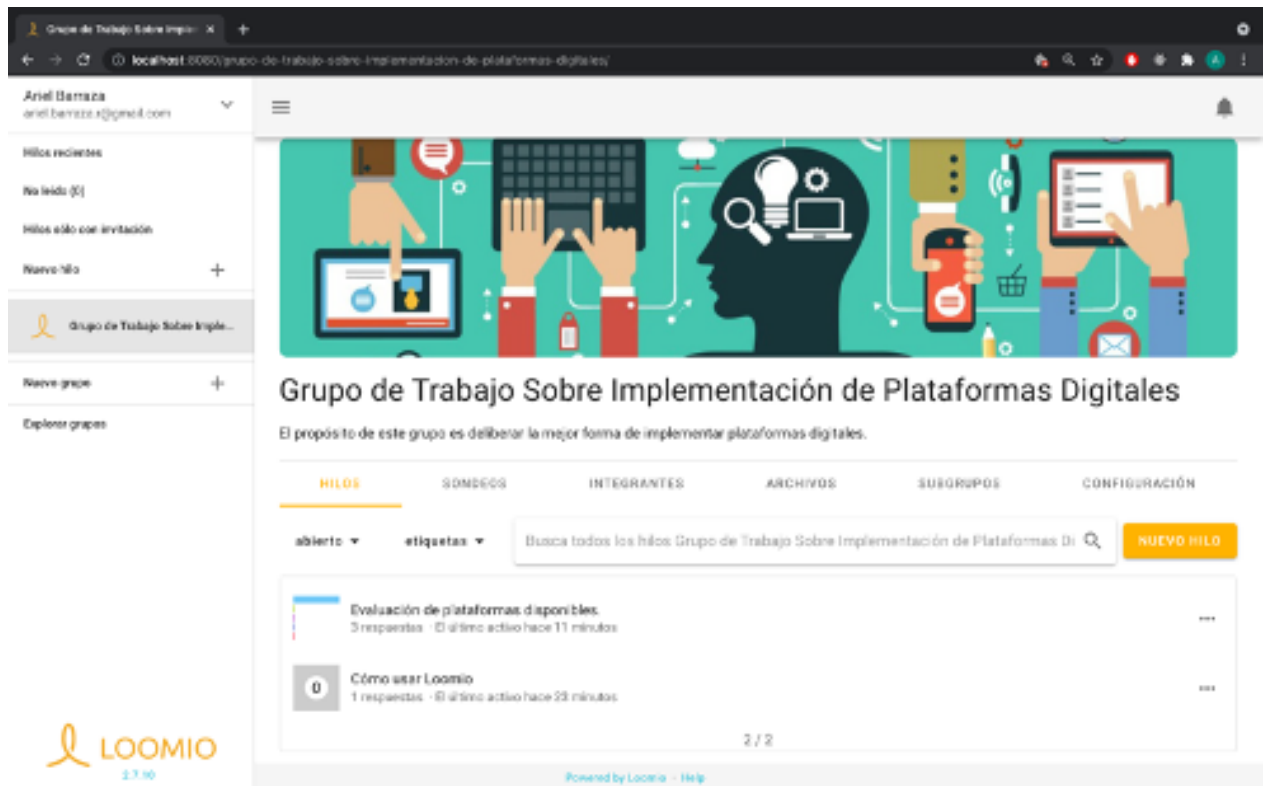 Grupo de Trabajo Sobre Imple
localhost:8080/grupo-de-trabajo-sobre-implementacion-de-plataformas-digitales/
Ariel Barraza
ariel.barraza.r@gmail.com
Hilos recientes
No leído (0)
Hilos sólo con invitación
Nuevo hilo
Grupo de Trabajo Sobre Imple...
Nuevo grupo
Explorar grupos
Grupo de Trabajo Sobre Implementación de Plataformas Digitales
El propósito de este grupo es deliberar la mejor forma de implementar plataformas digitales.
HILOS SONDEOS INTEGRANTES ARCHIVOS SUBGRUPOS CONFIGURACIÓN
abierto etiquetas Busca todos los hilos Grupo de Trabajo Sobre Implementación de Plataformas Di NUEVO HILO
Evaluación de plataformas disponibles.
3 respuestas · El último activo hace 11 minutos
0 Cómo usar Loomio
1 respuestas · El último activo hace 23 minutos
2 / 2
LOOMIO
2.7.10
Powered by Loomio - Help